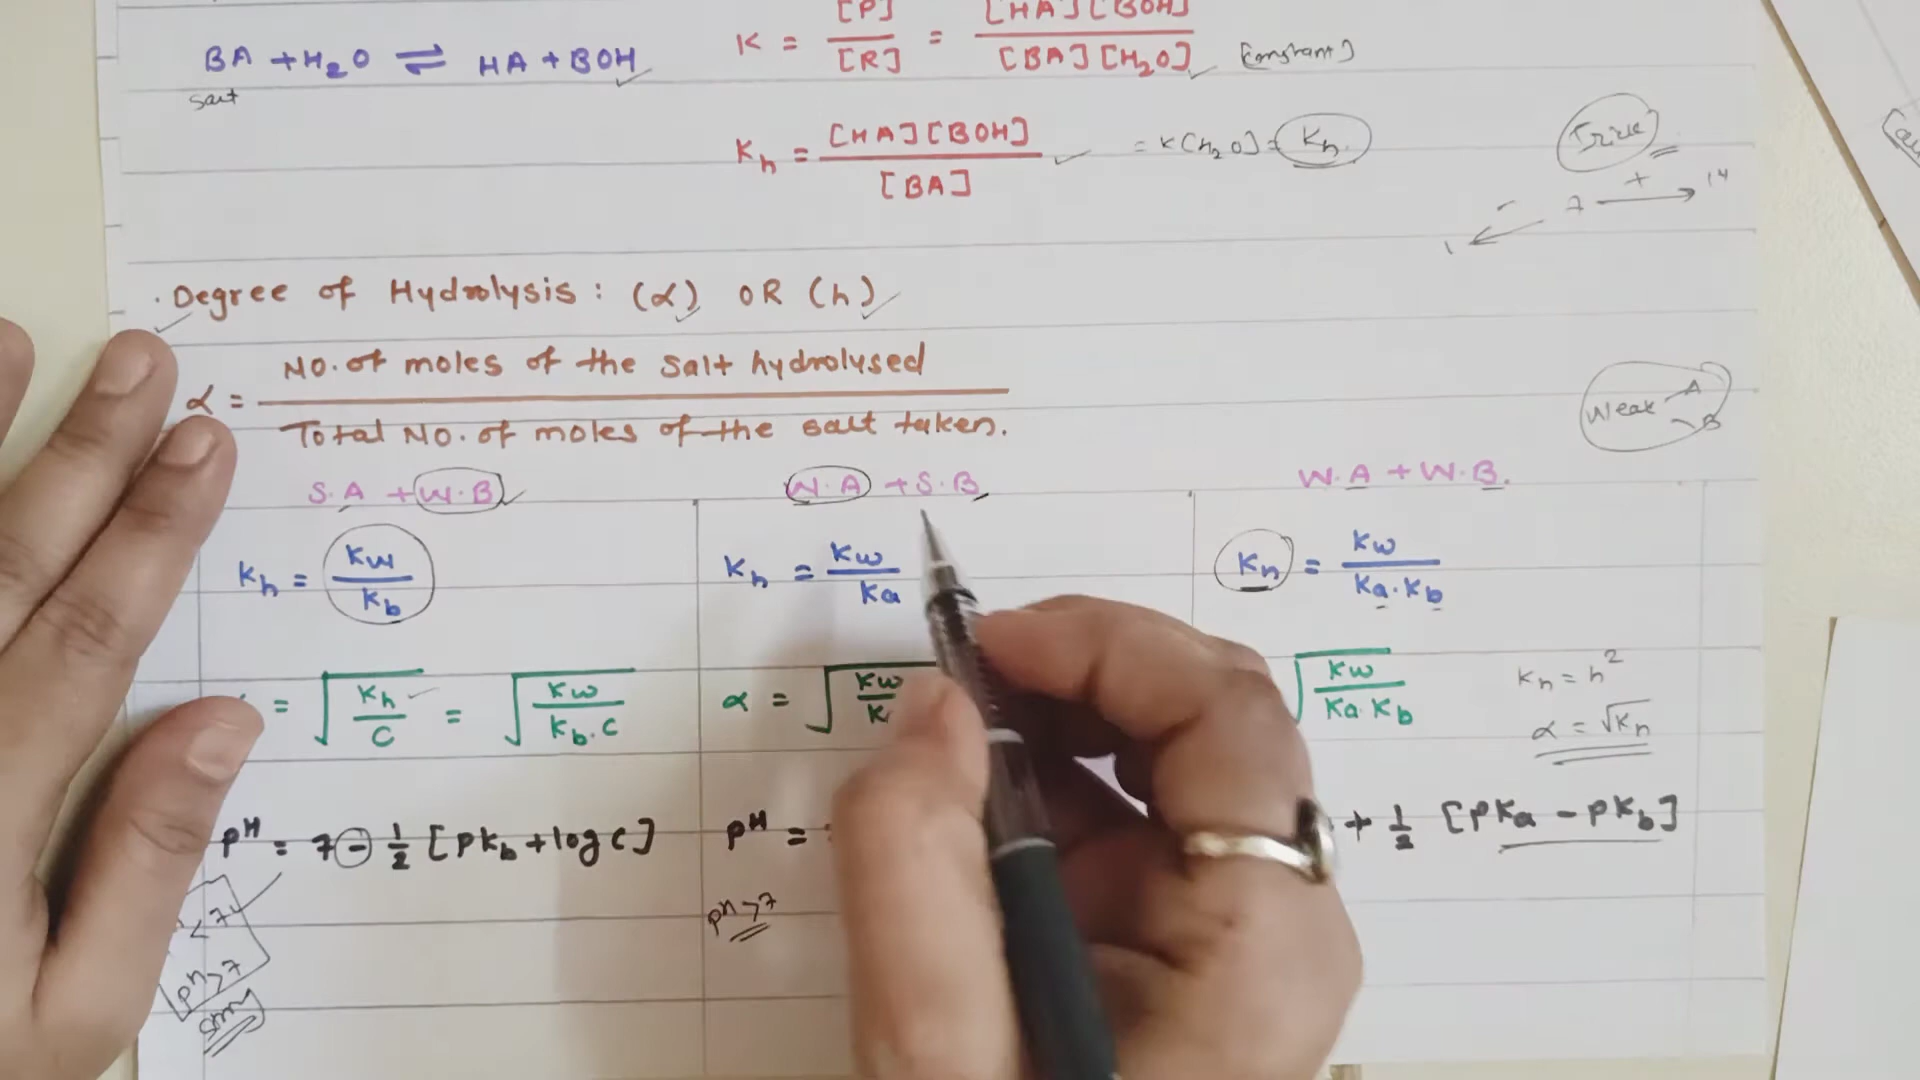 K = [P] / [R] = [HA][BOH] / [BA][H₂O] [Constant]
BA + H₂O ⇌ HA + BOH
Salt
Kh = [HA][BOH] / [BA] = K[H₂O] = Kh
Trick
- 7 + 14
1
. Degree of Hydrolysis : (α) OR (h)
α = No. of moles of the salt hydrolysed / Total No. of moles of the salt taken.
Weak A B
S.A + W.B
W.A + S.B
W.A + W.B.
Kh = Kw / Kb
Kh = Kw / Ka
Kh = Kw / Ka.Kb
= √(Kh / C) = √(Kw / Kb.C)
α = √(Kw
√(Kw / Ka.Kb)
Kh = h²
α = √Kh
pH = 7 - ½ [pKb + log C]
pH =
+ ½ [pKa - pKb]
< 7
pH > 7
pH > 7